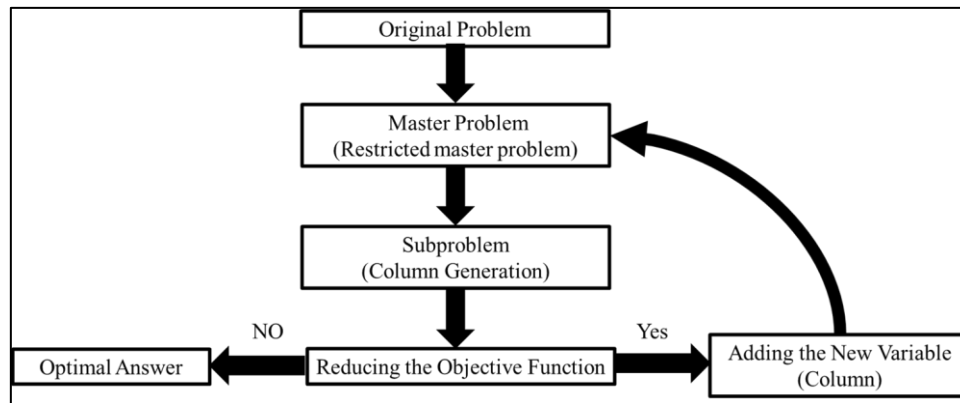 Original Problem
Master Problem
(Restricted master problem)
Subproblem
(Column Generation)
NO
Yes
Optimal Answer
Reducing the Objective Function
Adding the New Variable
(Column)